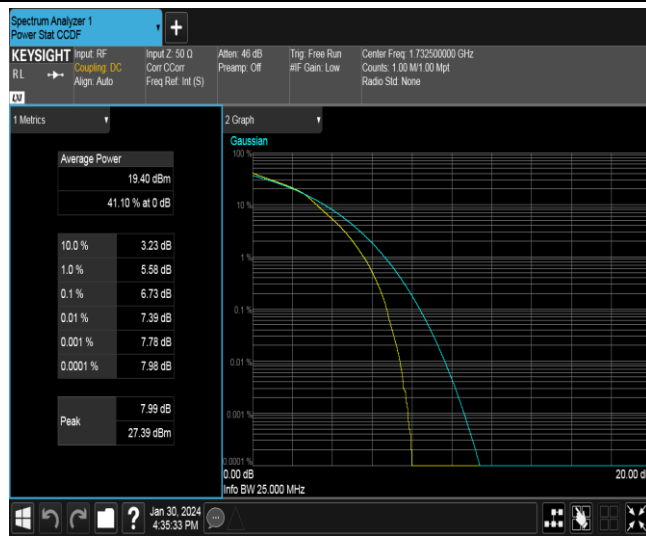 Spectrum Analyzer 1
Power Stat CCDF
+
KEYSIGHT Input: RF Input Z: 50 Ω Atten: 46 dB Trig: Free Run Center Freq: 1.732500000 GHz
RL Coupling: DC Corr CCorr Preamp: Off #IF Gain: Low Counts: 1.00 M/1.00 Mpt
Align: Auto Freq Ref: Int (S) Radio Std: None
LXI
1 Metrics
Average Power
19.40 dBm
41.10 % at 0 dB
10.0 % 3.23 dB
1.0 % 5.58 dB
0.1 % 6.73 dB
0.01 % 7.39 dB
0.001 % 7.78 dB
0.0001 % 7.98 dB
Peak 7.99 dB
27.39 dBm
2 Graph
Gaussian
100 %
10 %
1 %
0.1 %
0.01 %
0.001 %
0.0001 %
0.00 dB 20.00 d
Info BW 25.000 MHz
?
Jan 30, 2024
4:35:33 PM